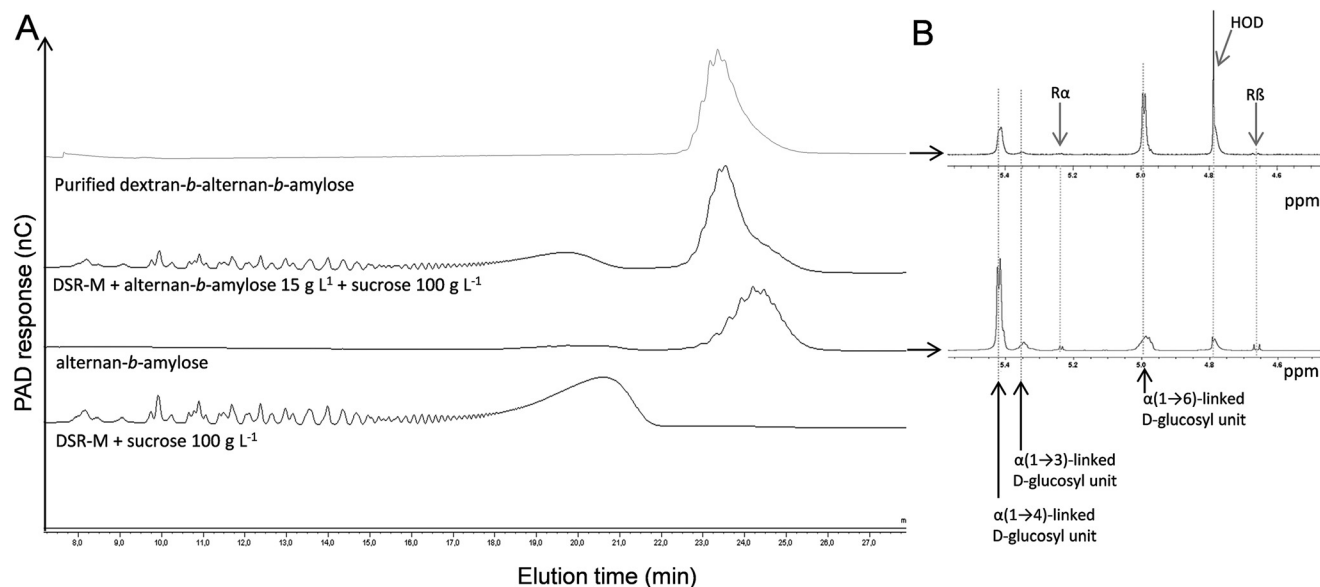 A
PAD response (nC)
Purified dextran-b-alternan-b-amylose
DSR-M + alternan-b-amylose 15 g L¹ + sucrose 100 g L⁻¹
alternan-b-amylose
DSR-M + sucrose 100 g L⁻¹
m
8,0 9,0 10,0 11,0 12,0 13,0 14,0 15,0 16,0 17,0 18,0 19,0 20,0 21,0 22,0 23,0 24,0 25,0 26,0 27,0
Elution time (min)
B
HOD
Rα
Rß
5.4 5.2 5.0 4.8 4.6
ppm
5.4 5.2 5.0 4.8 4.6
ppm
α(1→6)-linked
D-glucosyl unit
α(1→3)-linked
D-glucosyl unit
α(1→4)-linked
D-glucosyl unit